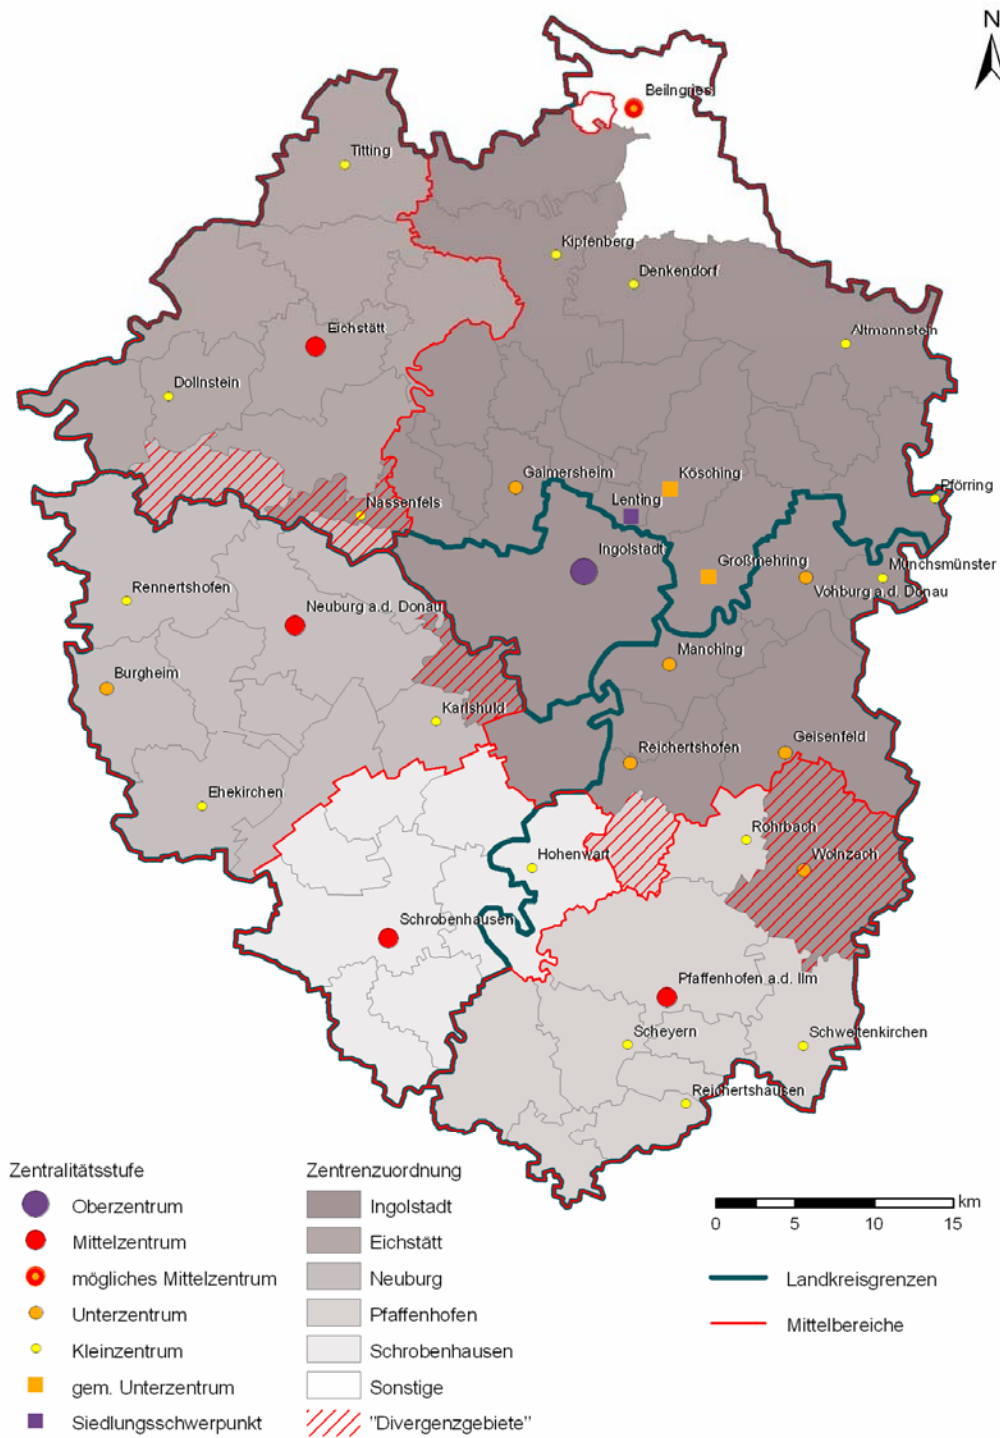 N
Beilngries
Titting
Kipfenberg
Denkendorf
Eichstätt
Altmannstein
Dollnstein
Gaimersheim
Kösching
Lenting
Pförring
Nassenfels
Ingolstadt
Großmehring
Münchsmünster
Vohburg a.d. Donau
Rennertshofen
Neuburg a.d. Donau
Manching
Burgheim
Karlshuld
Reichertshofen
Geisenfeld
Ehekirchen
Rohrbach
Hohenwart
Wolnzach
Schrobenhausen
Pfaffenhofen a.d. Ilm
Scheyern
Schweitenkirchen
Reichertshausen
Zentralitätsstufe
Oberzentrum
Mittelzentrum
mögliches Mittelzentrum
Unterzentrum
Kleinzentrum
gem. Unterzentrum
Siedlungsschwerpunkt
Zentrenzuordnung
Ingolstadt
Eichstätt
Neuburg
Pfaffenhofen
Schrobenhausen
Sonstige
"Divergenzgebiete"
km
0 5 10 15
Landkreisgrenzen
Mittelbereiche